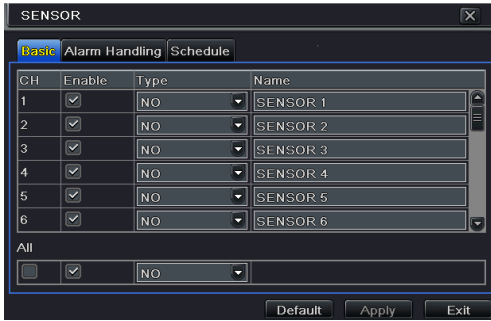 SENSOR
Basic Alarm Handling Schedule
CH Enable Type Name
1 NO SENSOR 1
2 NO SENSOR 2
3 NO SENSOR 3
4 NO SENSOR 4
5 NO SENSOR 5
6 NO SENSOR 6
All
NO
Default Apply Exit